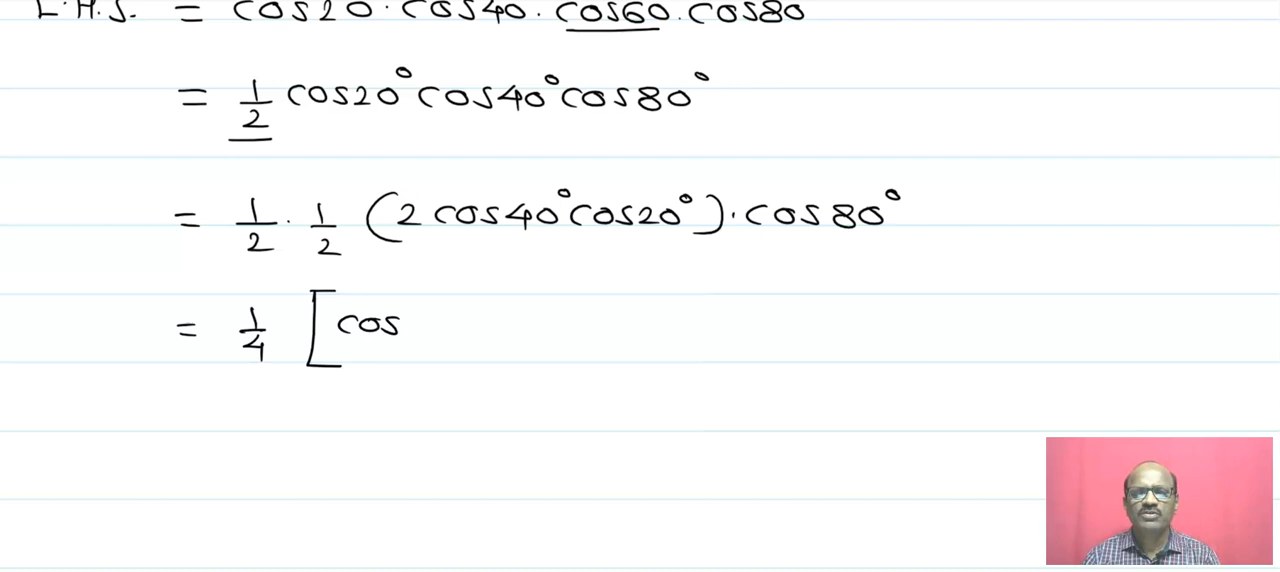 L.H.S. = cos20·cos40·cos60·cos80
= 1/2 cos20°cos40°cos80°
= 1/2 · 1/2 (2cos40°cos20°)·cos80°
= 1/4 [cos